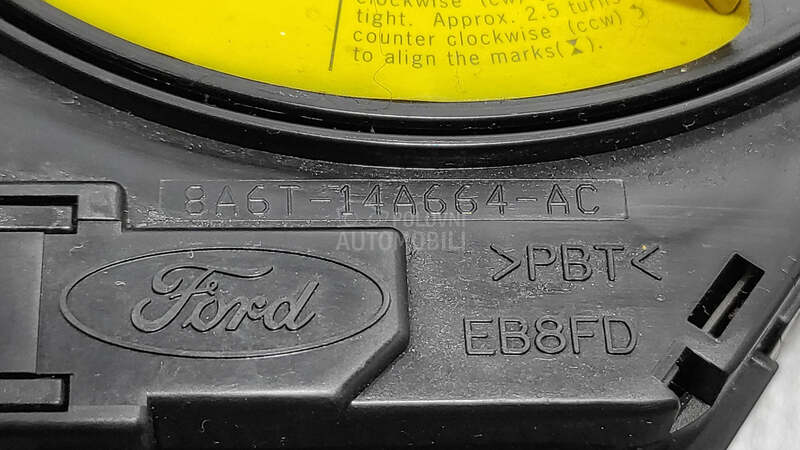 clockwise (cw)
tight. Approx. 2.5 turns
counter clockwise (ccw)
to align the marks( ).
8A6T-14A664-AC
POLOVNI
AUTOMOBILI
Ford
>PBT<
EB8FD